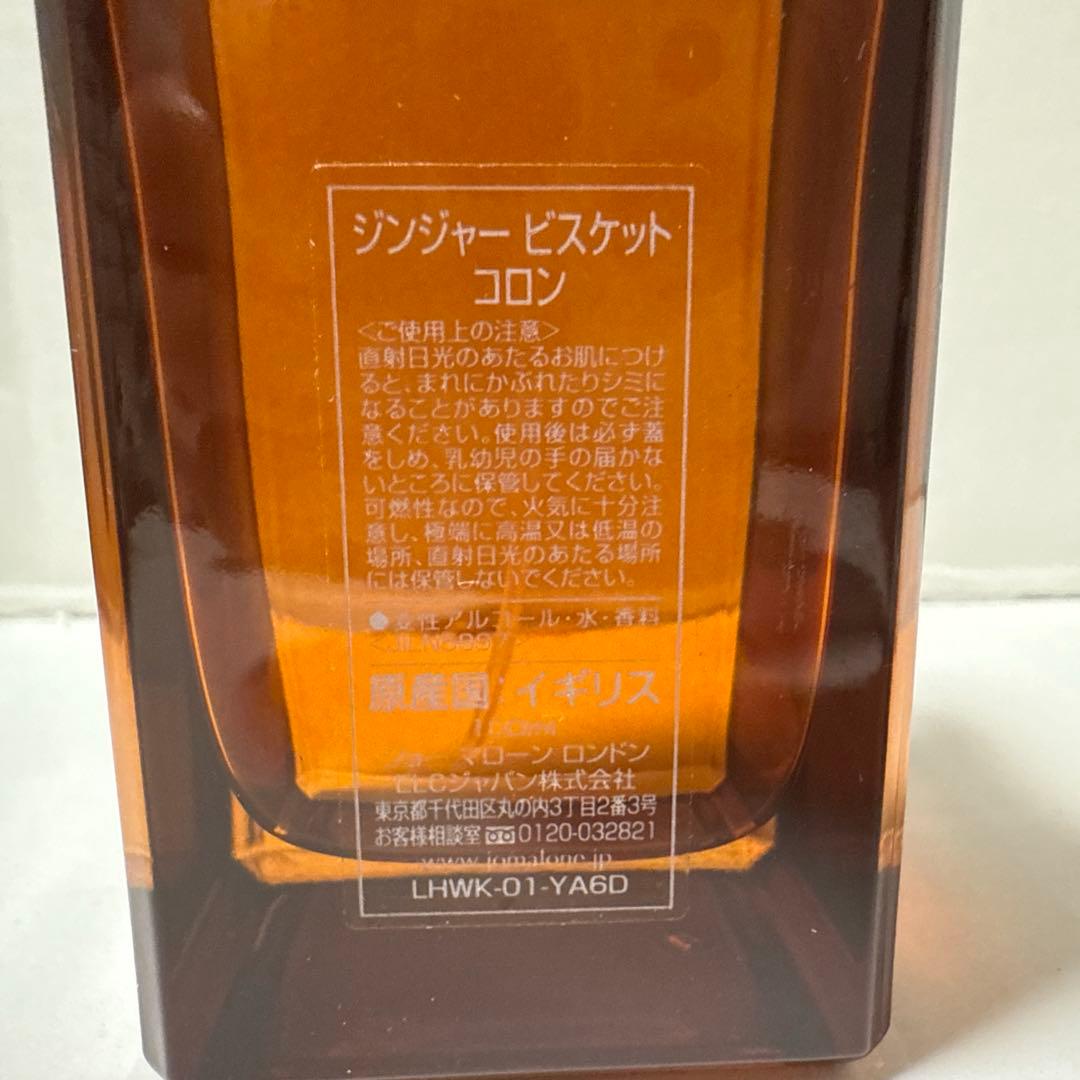 ジンジャー ビスケット
コロン
<ご使用上の注意>
直射日光のあたるお肌につけ
ると、まれにかぶれたりシミに
なることがありますのでご注
意ください。使用後は必ず蓋
をしめ、乳幼児の手の届かな
いところに保管してください。
可燃性なので、火気に十分注
意し、極端に高温又は低温の
場所、直射日光のあたる場所
には保管しないでください。
●変性アルコール・水・香料
原産国:イギリス
ジョー マローン ロンドン
ELCジャパン株式会社
東京都千代田区丸の内3丁目2番3号
お客様相談室 0120-032821
www.jomalone.jp
LHWK-01-YA6D